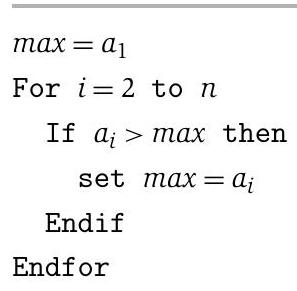 max = a₁
For i = 2 to n
If aᵢ > max then
set max = aᵢ
Endif
Endfor